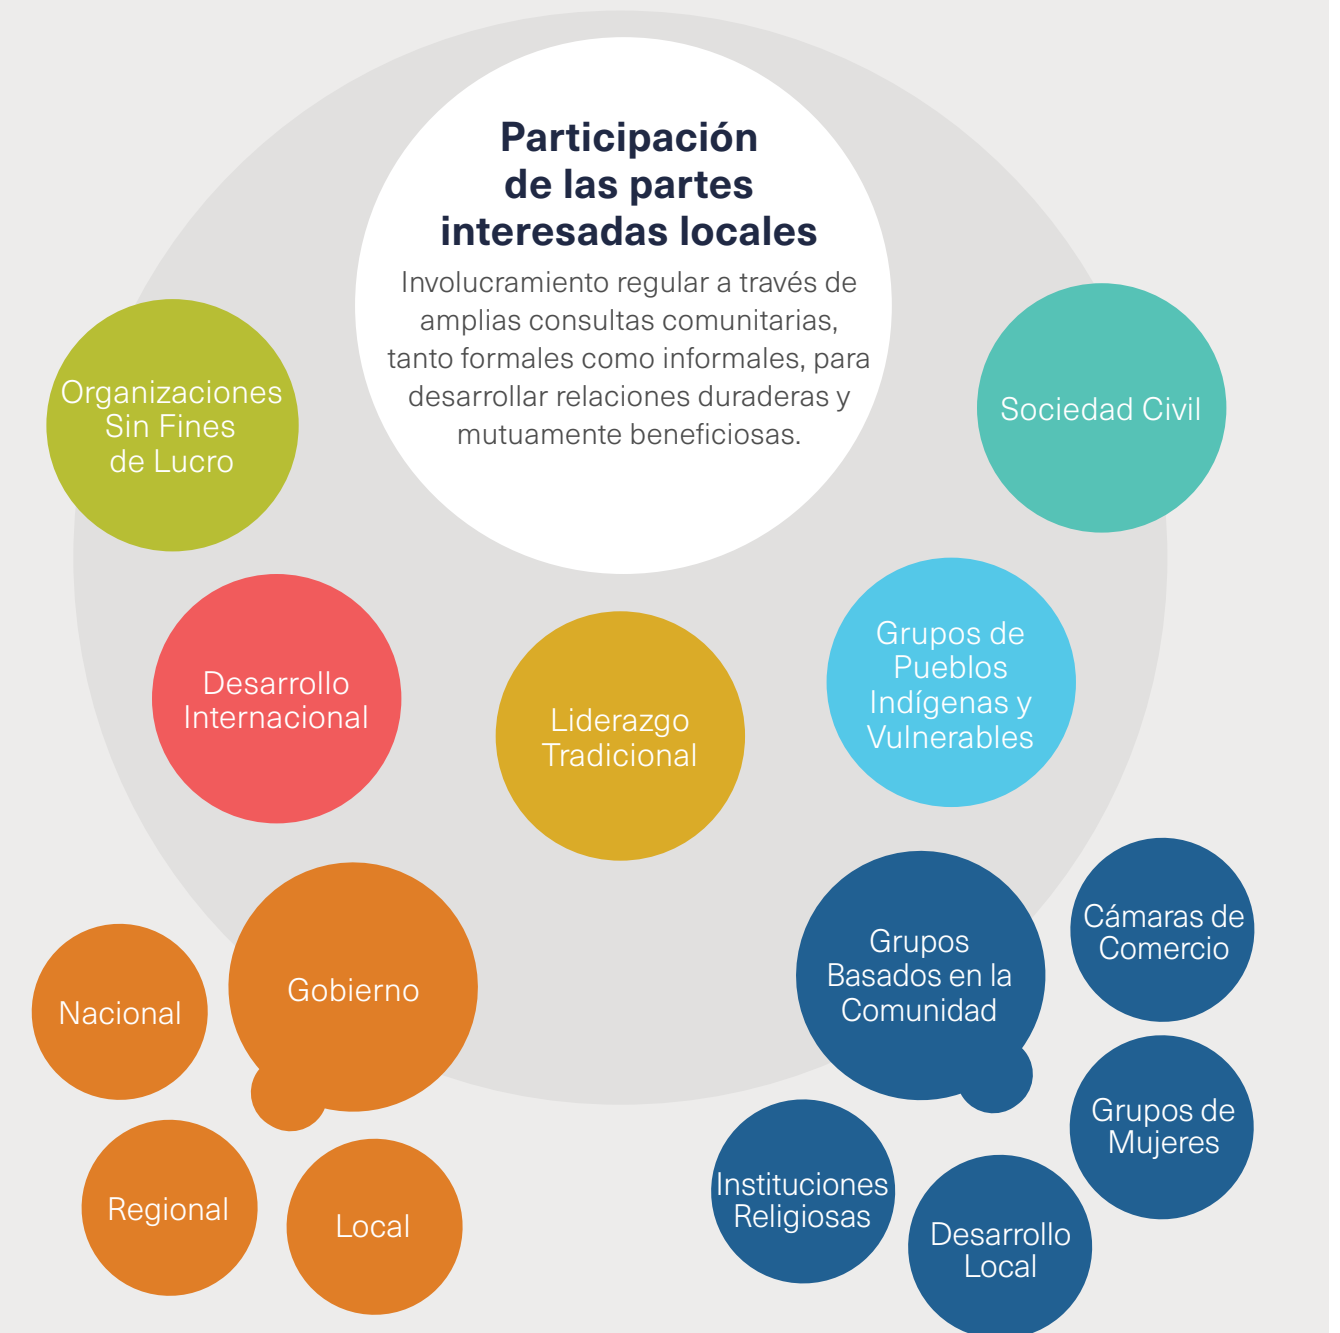 Participación
de las partes
interesadas locales
Involucramiento regular a través de
amplias consultas comunitarias,
tanto formales como informales, para
desarrollar relaciones duraderas y
mutuamente beneficiosas.
Organizaciones
Sin Fines
de Lucro
Sociedad Civil
Desarrollo
Internacional
Liderazgo
Tradicional
Grupos de
Pueblos
Indígenas y
Vulnerables
Gobierno
Nacional
Regional
Local
Grupos
Basados en la
Comunidad
Cámaras de
Comercio
Grupos de
Mujeres
Instituciones
Religiosas
Desarrollo
Local